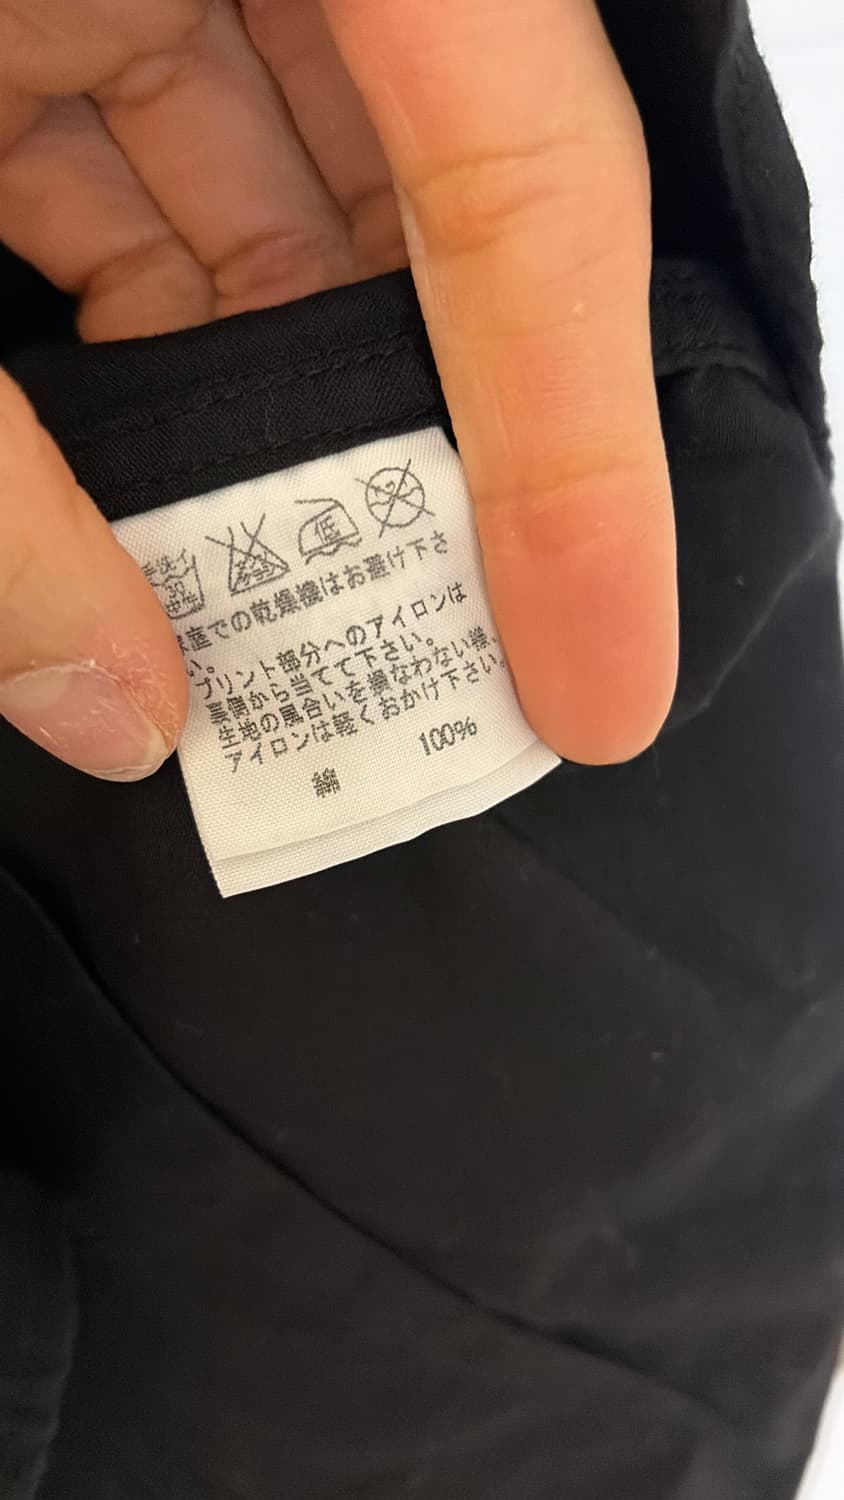 手洗イ
中性
低
家庭での乾燥機はお避け下さ
い。
プリント部分へのアイロンは
裏側から当てて下さい。
生地の風合いを損なわない様、
アイロンは軽くおかけ下さい。
綿 100%